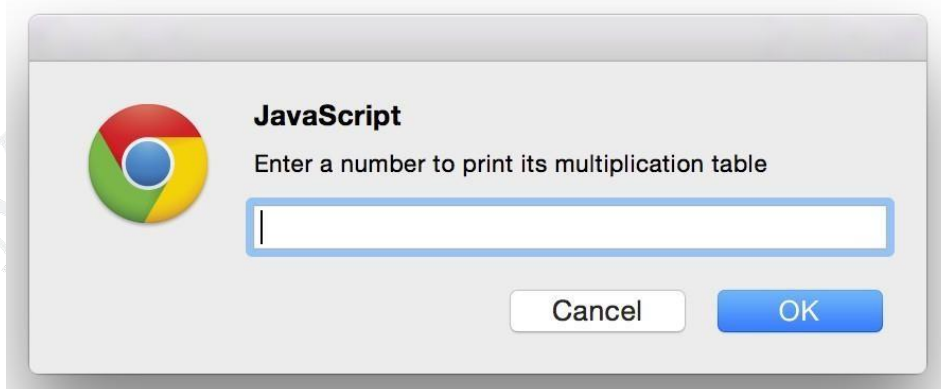 JavaScript
Enter a number to print its multiplication table
Cancel OK